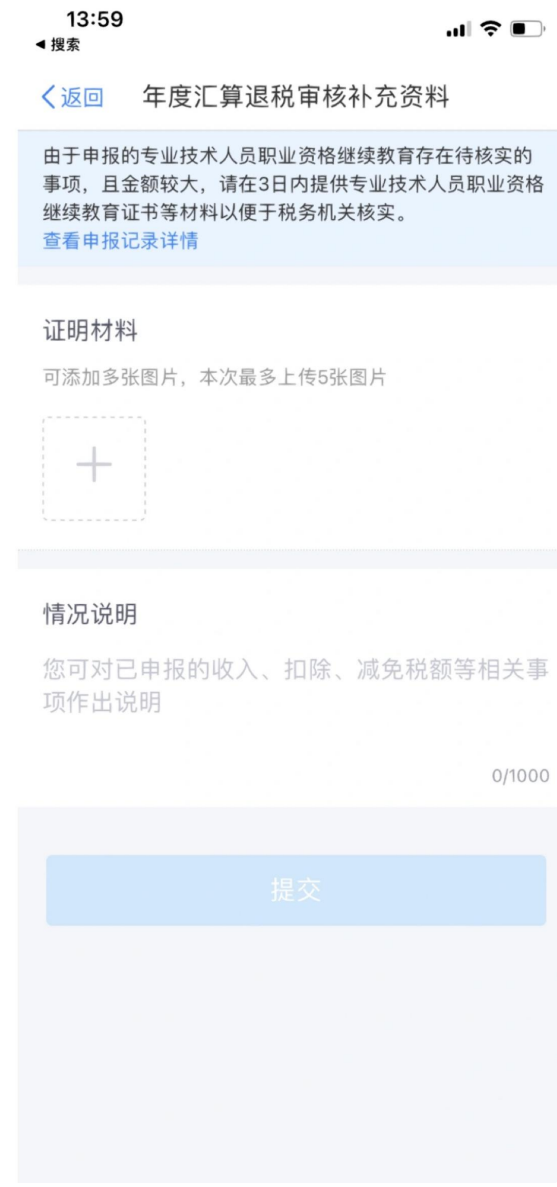 13:59
◀ 搜索
返回 年度汇算退税审核补充资料
由于申报的专业技术人员职业资格继续教育存在待核实的
事项，且金额较大，请在3日内提供专业技术人员职业资格
继续教育证书等材料以便于税务机关核实。
查看申报记录详情
证明材料
可添加多张图片，本次最多上传5张图片
情况说明
您可对已申报的收入、扣除、减免税额等相关事
项作出说明
0/1000
提交